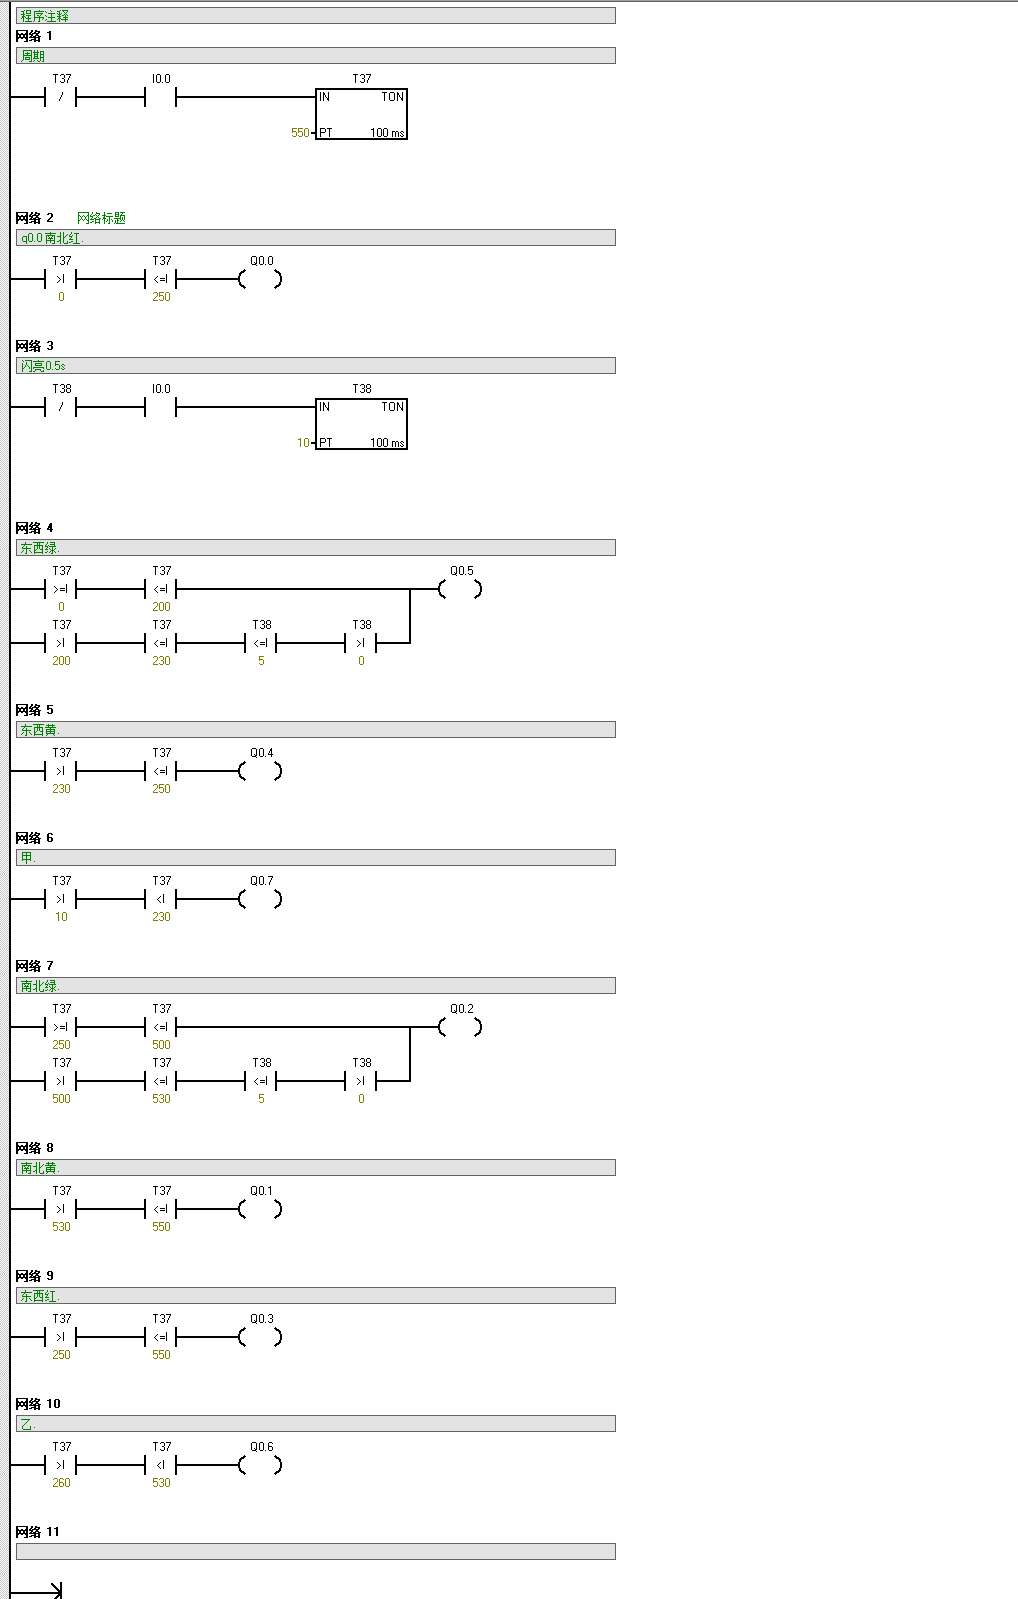 程序注释
网络 1
周期
T37 I0.0 T37
/ IN TON
550 PT 100 ms
网络 2 网络标题
q0.0 南北红.
T37 T37 Q0.0
>I <=I
0 250
网络 3
闪亮0.5s
T38 I0.0 T38
/ IN TON
10 PT 100 ms
网络 4
东西绿.
T37 T37 Q0.5
>=I <=I
0 200
T37 T37 T38 T38
>I <=I <=I >I
200 230 5 0
网络 5
东西黄.
T37 T37 Q0.4
>I <=I
230 250
网络 6
甲.
T37 T37 Q0.7
>I <I
10 230
网络 7
南北绿.
T37 T37 Q0.2
>=I <=I
250 500
T37 T37 T38 T38
>I <=I <=I >I
500 530 5 0
网络 8
南北黄.
T37 T37 Q0.1
>I <=I
530 550
网络 9
东西红.
T37 T37 Q0.3
>I <=I
250 550
网络 10
乙.
T37 T37 Q0.6
>I <I
260 530
网络 11